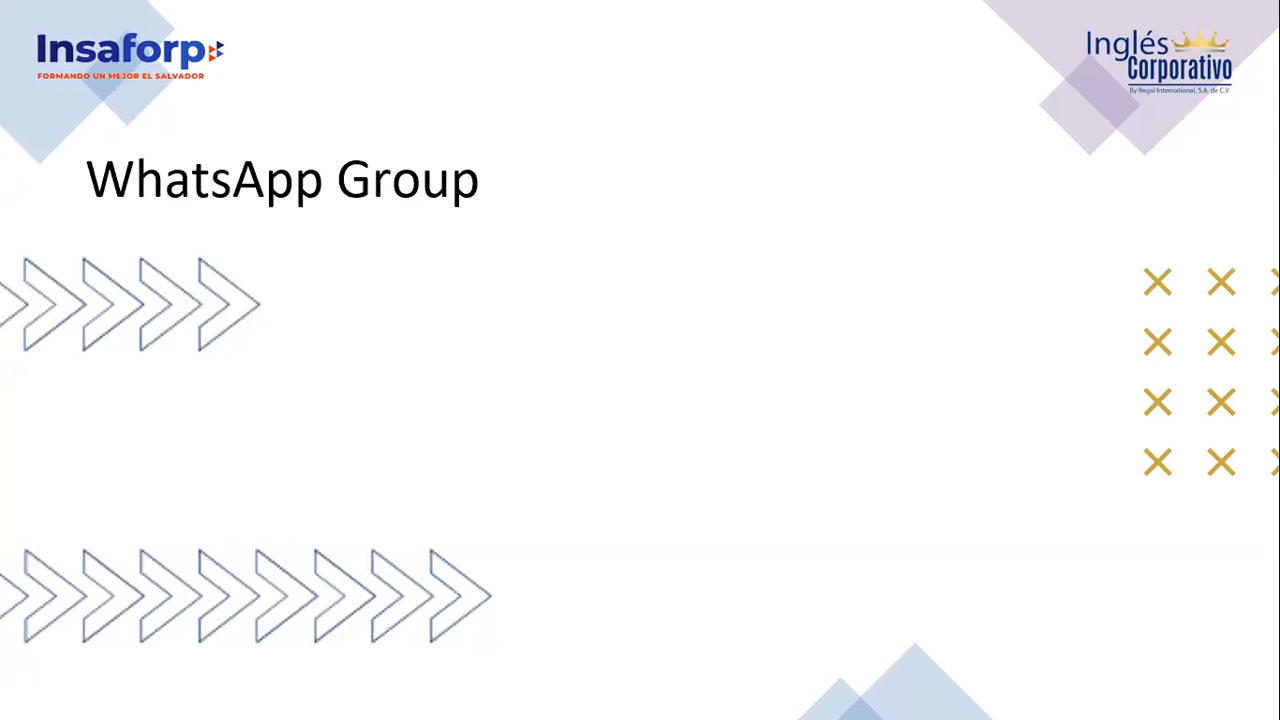 Insaforp
FORMANDO UN MEJOR EL SALVADOR
Inglés
Corporativo
By Regal International, S.A. de C.V
WhatsApp Group